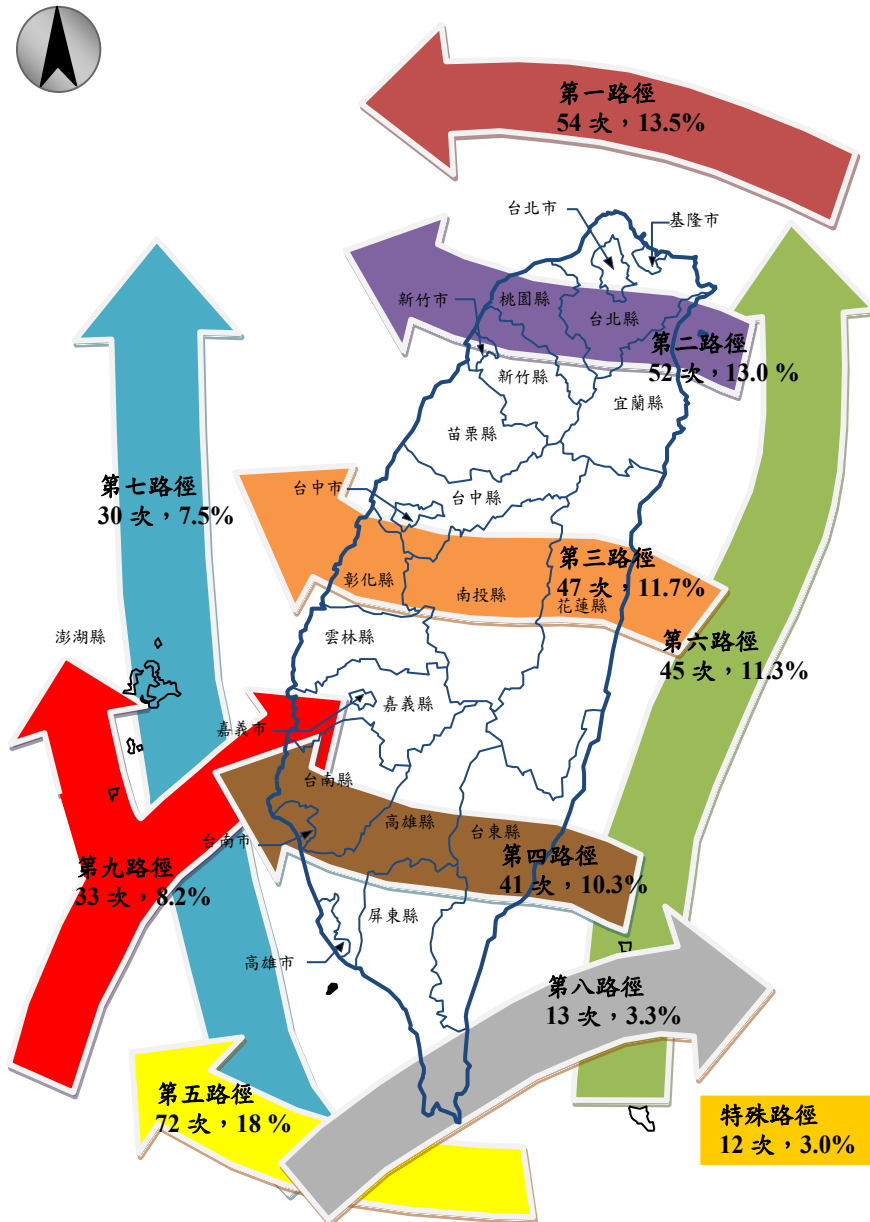 第一路徑
54 次，13.5%
台北市
基隆市
新竹市
桃園縣
台北縣
第二路徑
52 次，13.0 %
新竹縣
宜蘭縣
苗栗縣
第七路徑
30 次，7.5%
台中市
台中縣
第三路徑
47 次，11.7%
彰化縣
南投縣
花蓮縣
澎湖縣
雲林縣
第六路徑
45 次，11.3%
嘉義縣
嘉義市
台南縣
高雄縣
台東縣
台南市
第四路徑
41 次，10.3%
第九路徑
33 次，8.2%
屏東縣
高雄市
第八路徑
13 次，3.3%
第五路徑
72 次，18 %
特殊路徑
12 次，3.0%